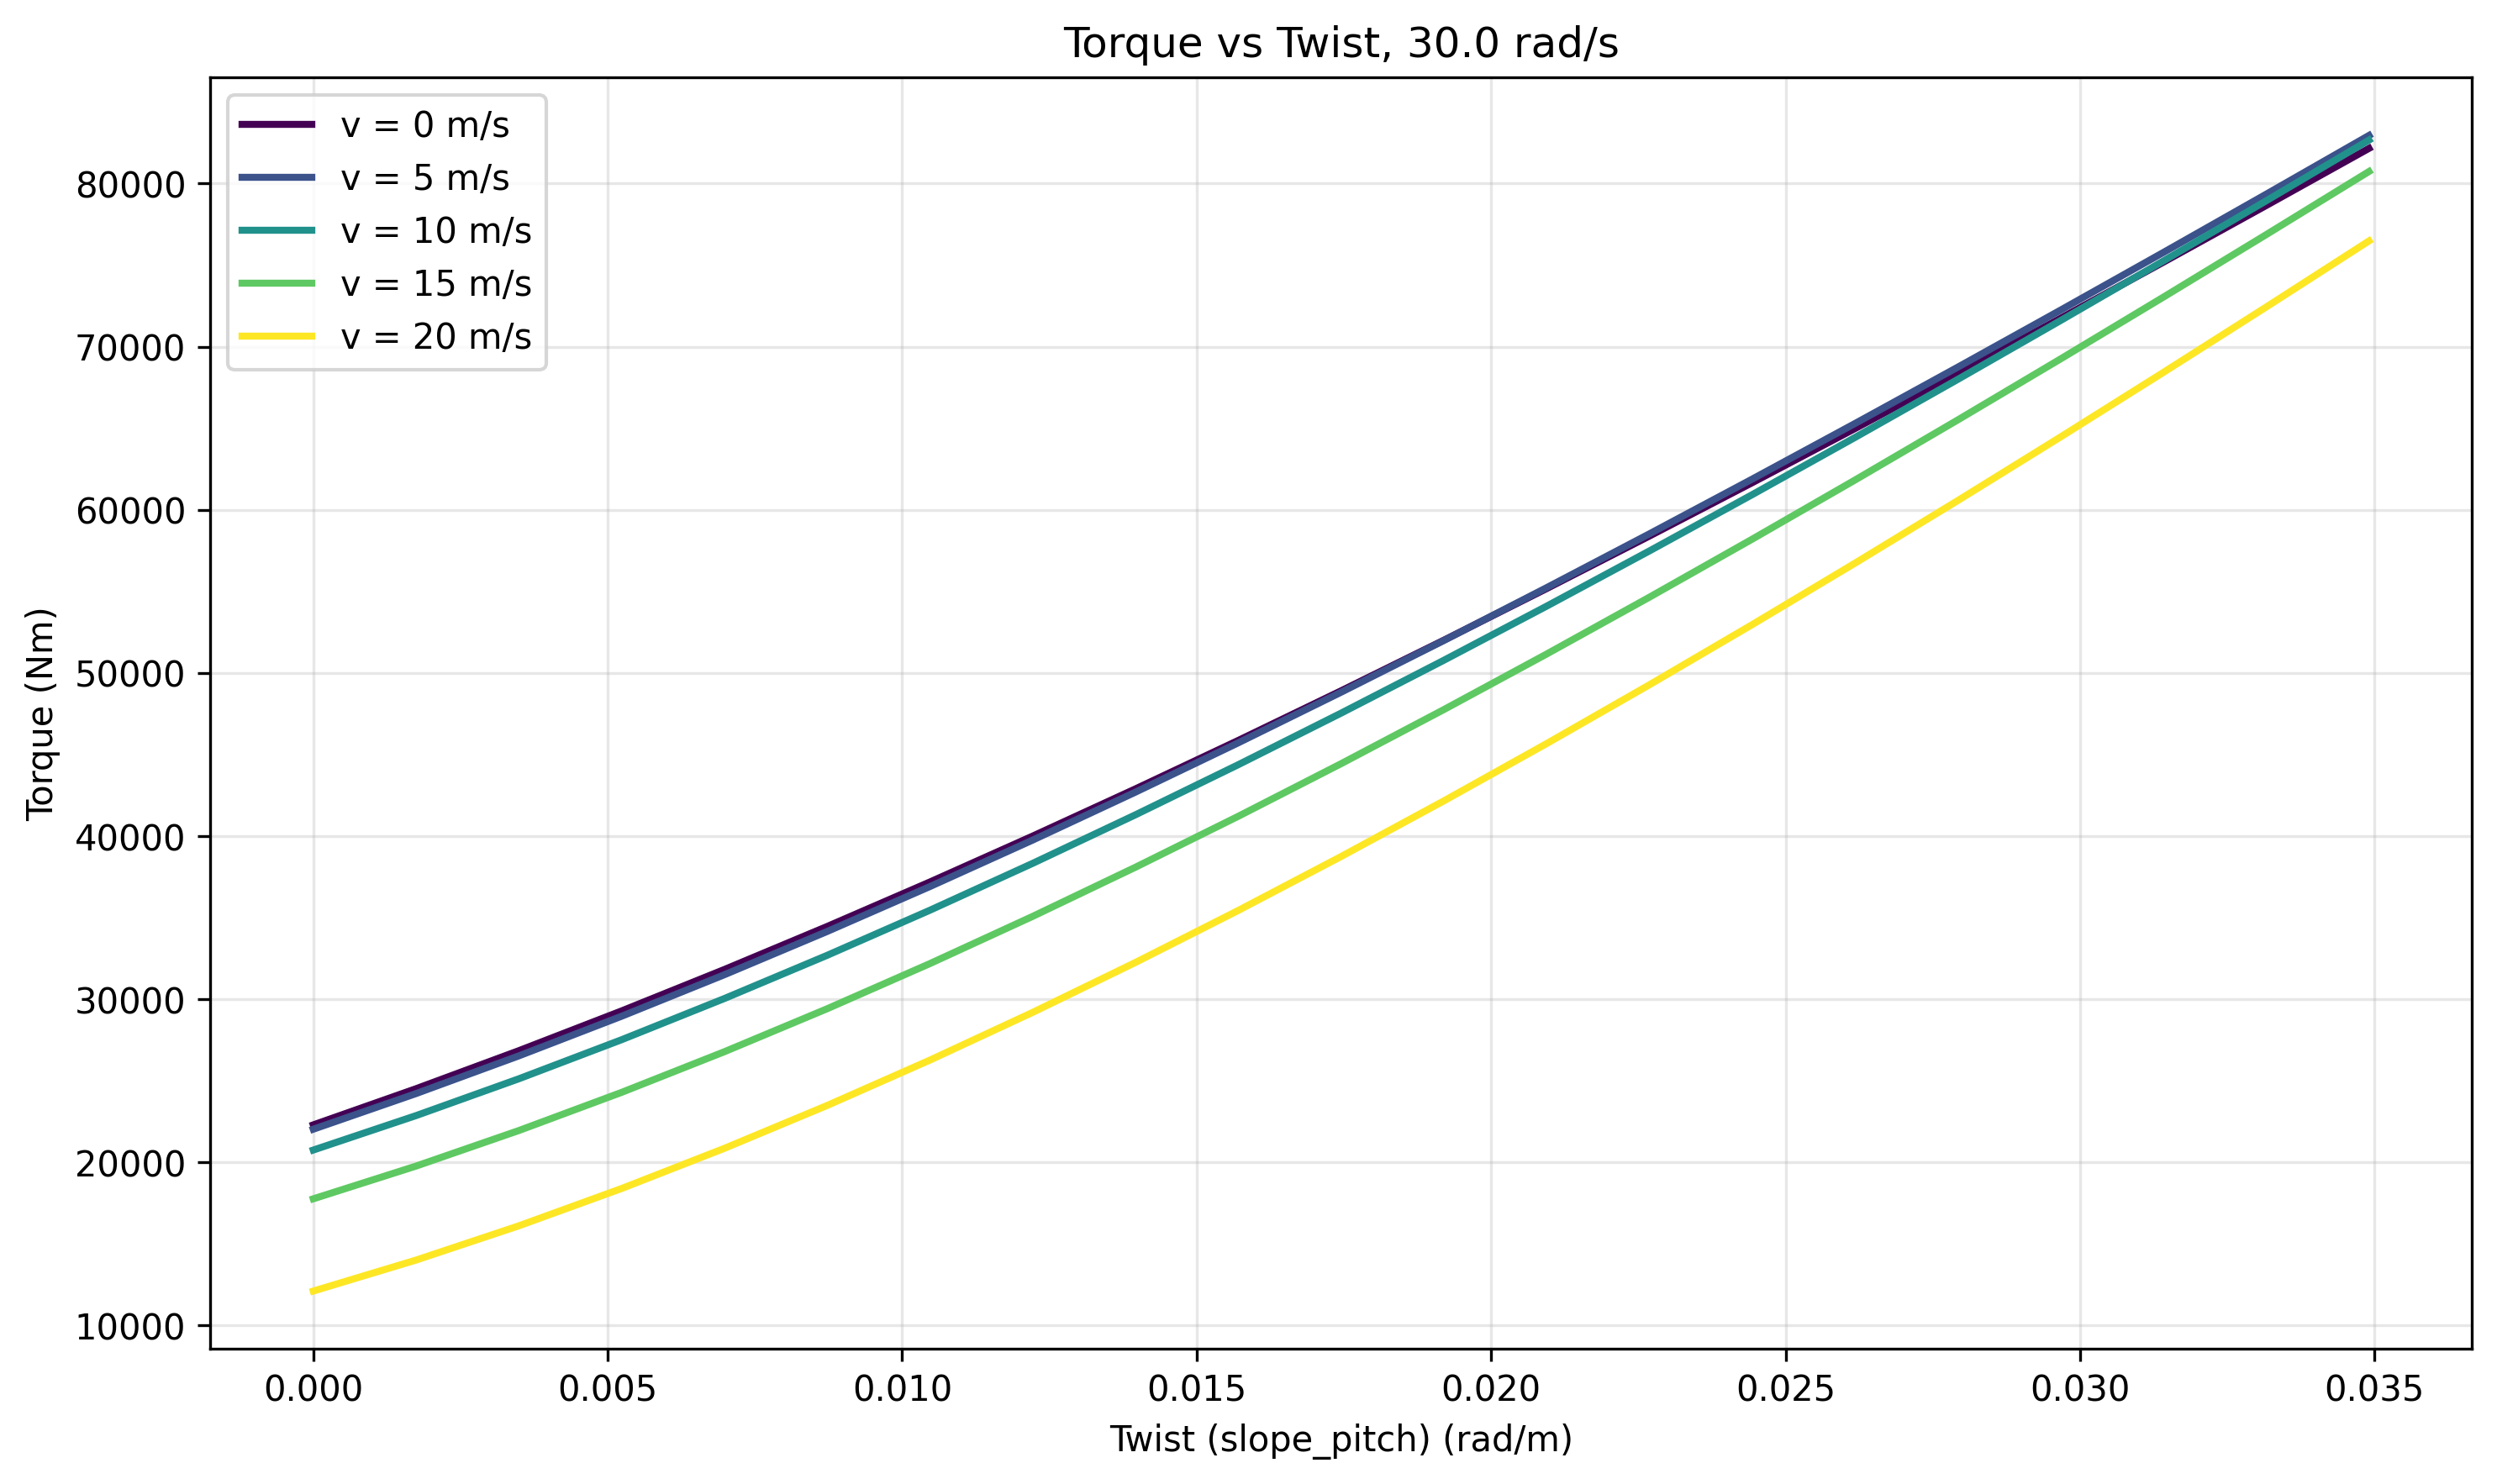 Torque vs Twist, 30.0 rad/s
v = 0 m/s
v = 5 m/s
v = 10 m/s
v = 15 m/s
v = 20 m/s
80000
70000
60000
50000
40000
30000
20000
10000
Torque (Nm)
0.000 0.005 0.010 0.015 0.020 0.025 0.030 0.035
Twist (slope_pitch) (rad/m)